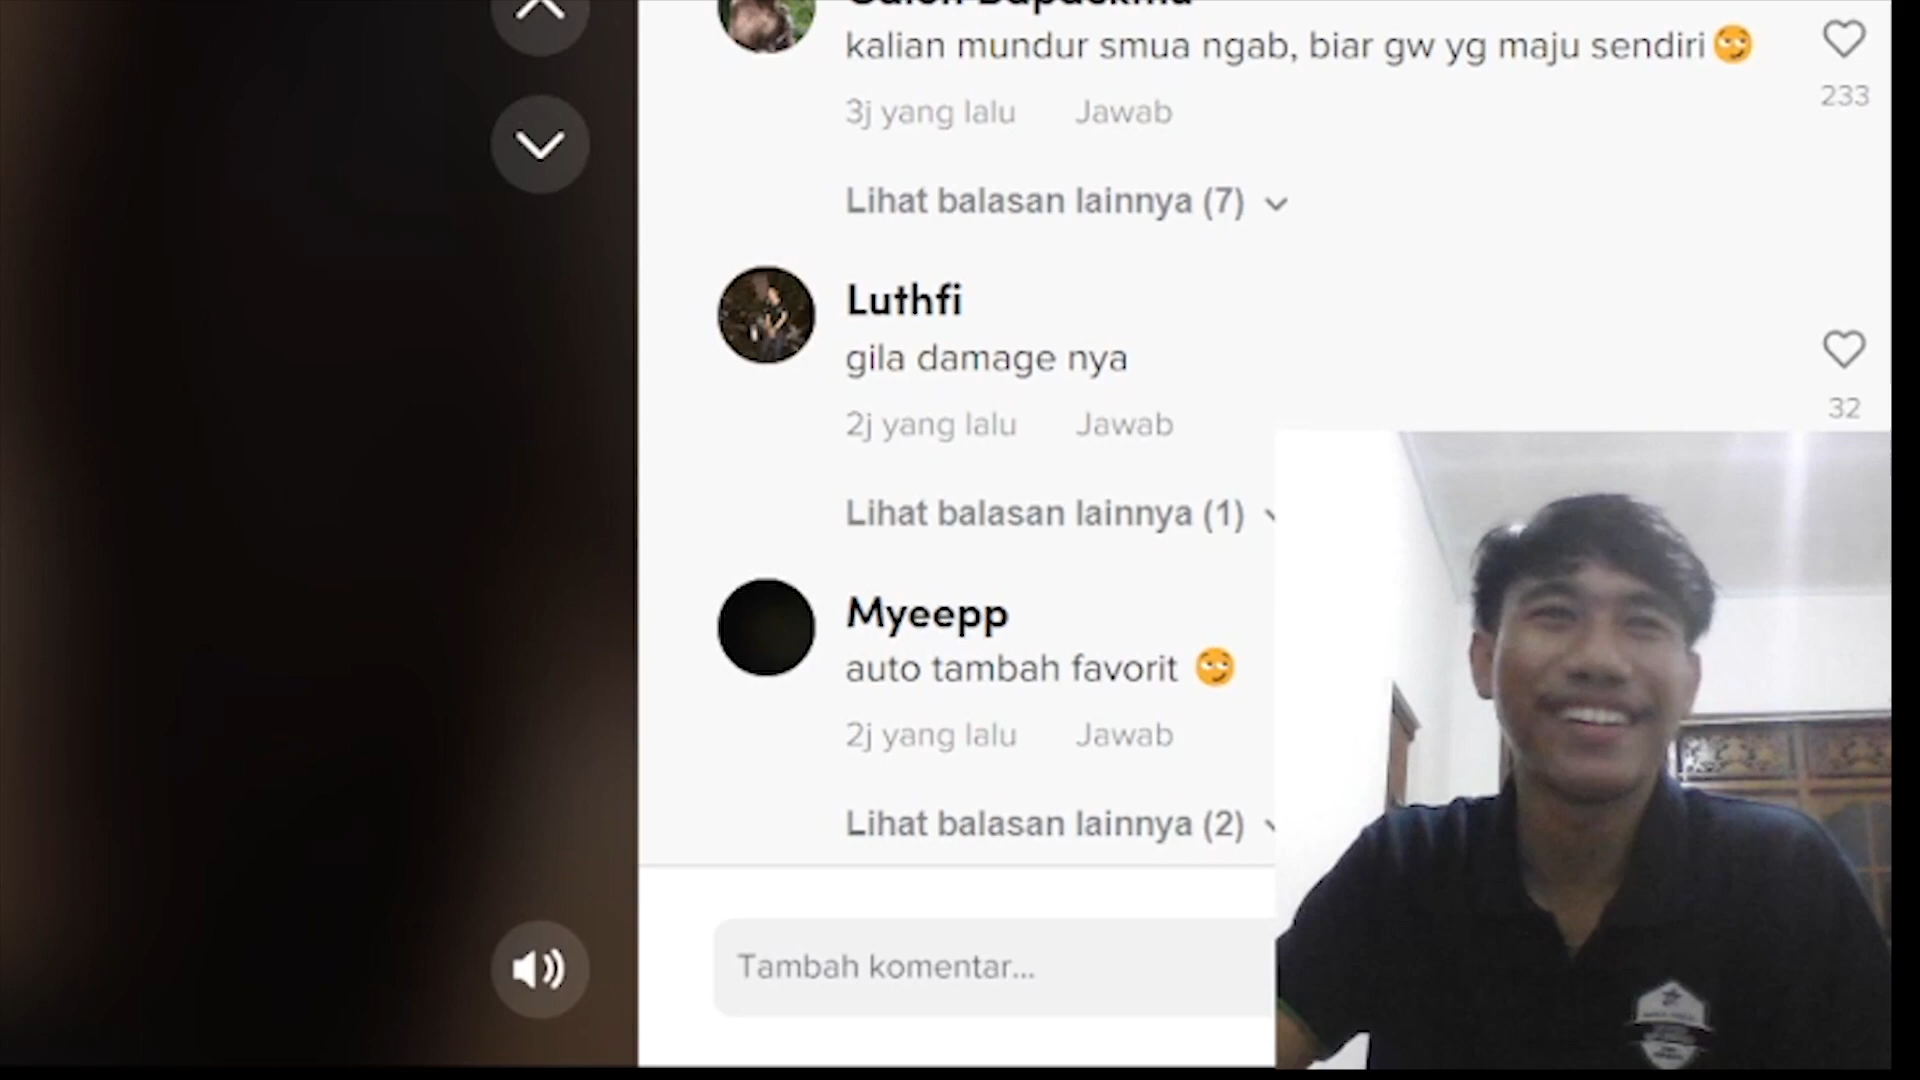 kalian mundur smua ngab, biar gw yg maju sendiri😏
233
3j yang lalu Jawab
Lihat balasan lainnya (7)
Luthfi
gila damage nya
32
2j yang lalu Jawab
Lihat balasan lainnya (1)
Myeepp
auto tambah favorit 😏
2j yang lalu Jawab
Lihat balasan lainnya (2)
Tambah komentar...